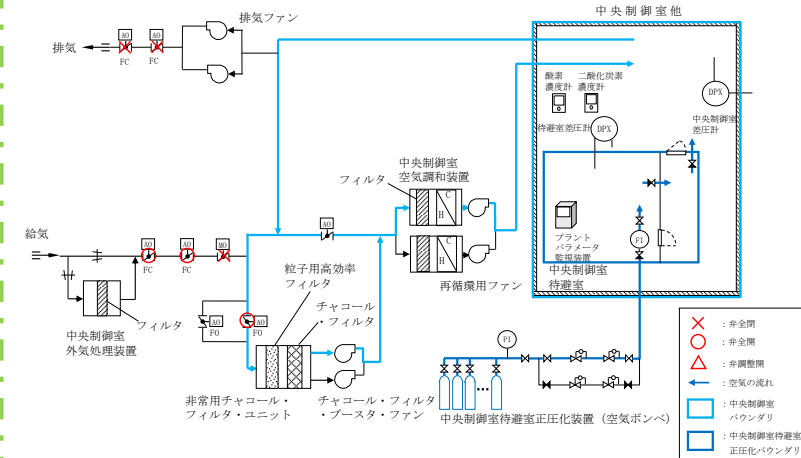 中央制御室他
排気ファン
排気
AO
AO
FC
FC
酸素
濃度計
二酸化炭素
濃度計
DPX
中央制御室
差圧計
待避室差圧計
DPX
中央制御室
空気調和装置
フィルタ
C
H
C
H
再循環用ファン
AO
給気
AO
AO
MO
FC
FC
フィルタ
中央制御室
外気処理装置
粒子用高効率
フィルタ
チャコール
・フィルタ
AO
FO
AO
FO
非常用チャコール・
フィルタ・ユニット
チャコール・フィルタ
・ブースタ・ファン
プラント
パラメータ
監視装置
PI
中央制御室
待避室
PI
中央制御室待避室正圧化装置（空気ボンベ）
：弁全閉
：弁全開
：弁調整開
：空気の流れ
：中央制御室
バウンダリ
：中央制御室待避室
正圧化バウンダリ